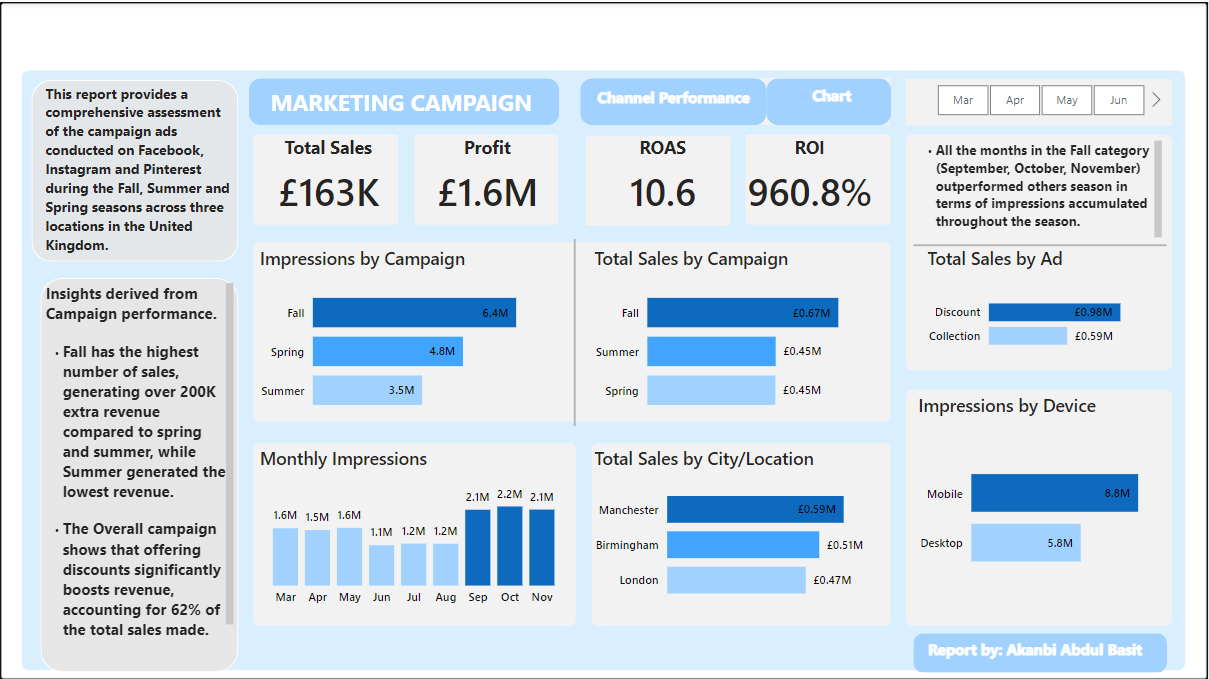 This report provides a
comprehensive assessment
of the campaign ads
conducted on Facebook,
Instagram and Pinterest
during the Fall, Summer and
Spring seasons across three
locations in the United
Kingdom.
Insights derived from
Campaign performance.
• Fall has the highest
number of sales,
generating over 200K
extra revenue
compared to spring
and summer, while
Summer generated the
lowest revenue.
• The Overall campaign
shows that offering
discounts significantly
boosts revenue,
accounting for 62% of
the total sales made.
MARKETING CAMPAIGN
Channel Performance
Chart
Mar Apr May Jun
Total Sales
£163K
Profit
£1.6M
ROAS
10.6
ROI
960.8%
• All the months in the Fall category
(September, October, November)
outperformed others season in
terms of impressions accumulated
throughout the season.
Impressions by Campaign
Fall 6.4M
Spring 4.8M
Summer 3.5M
Total Sales by Campaign
Fall £0.67M
Summer £0.45M
Spring £0.45M
Total Sales by Ad
Discount £0.98M
Collection £0.59M
Monthly Impressions
1.6M 1.5M 1.6M 1.1M 1.2M 1.2M 2.1M 2.2M 2.1M
Mar Apr May Jun Jul Aug Sep Oct Nov
Total Sales by City/Location
Manchester £0.59M
Birmingham £0.51M
London £0.47M
Impressions by Device
Mobile 8.8M
Desktop 5.8M
Report by: Akanbi Abdul Basit